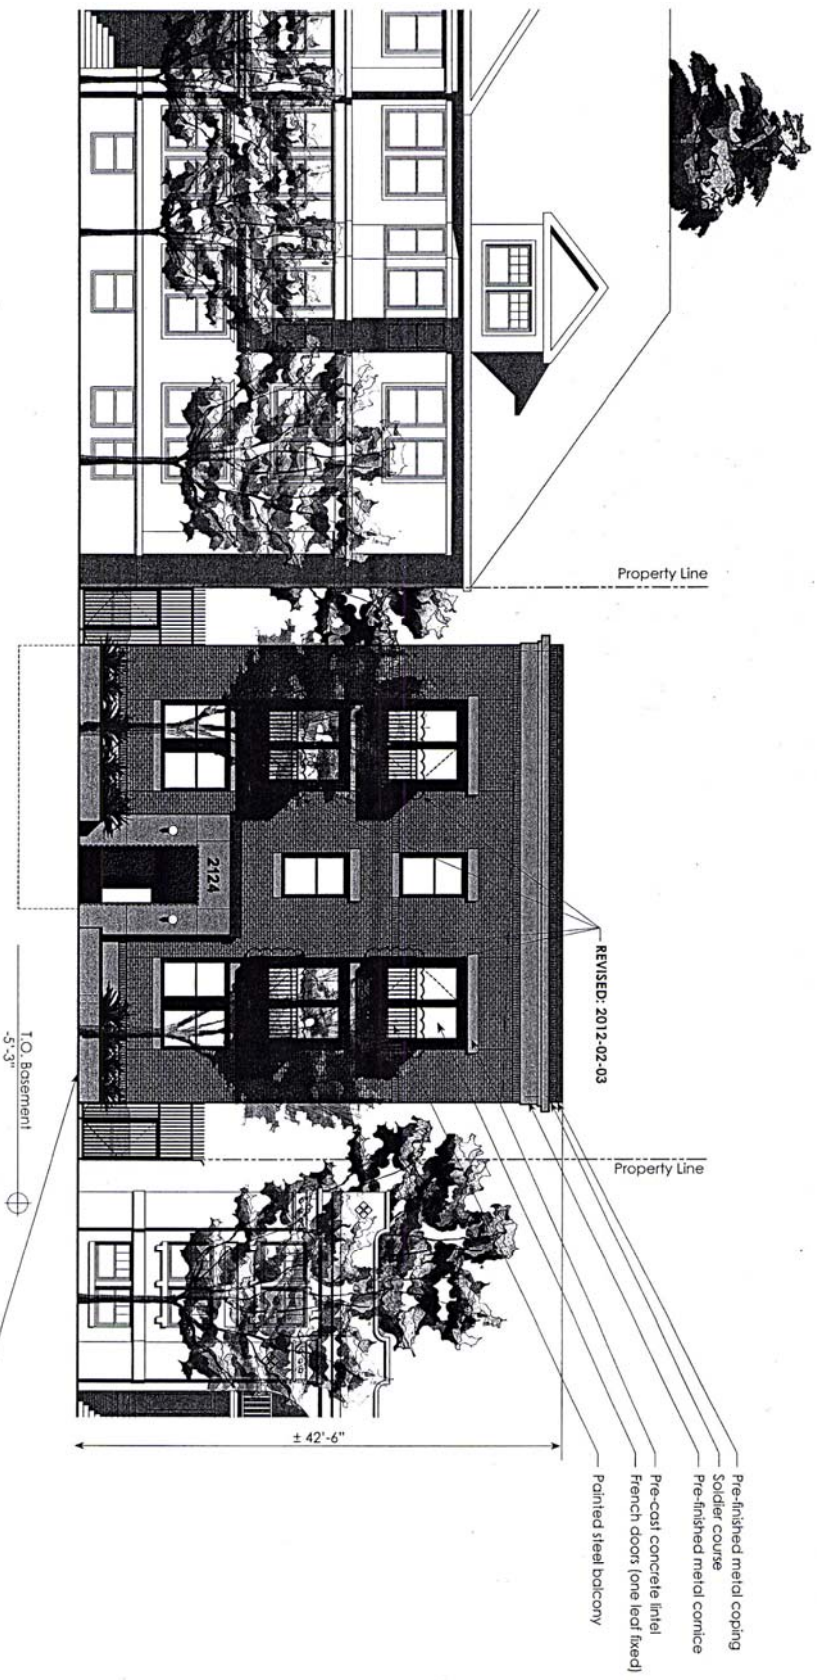 Property Line
Property Line
Pre-finished metal coping
Soldier course
Pre-finished metal cornice
Pre-cast concrete lintel
French doors (one leaf fixed)
Painted steel balcony
REVISED: 2012-02-03
± 42'-6"
2124
T.O. Basement
-5'-3"